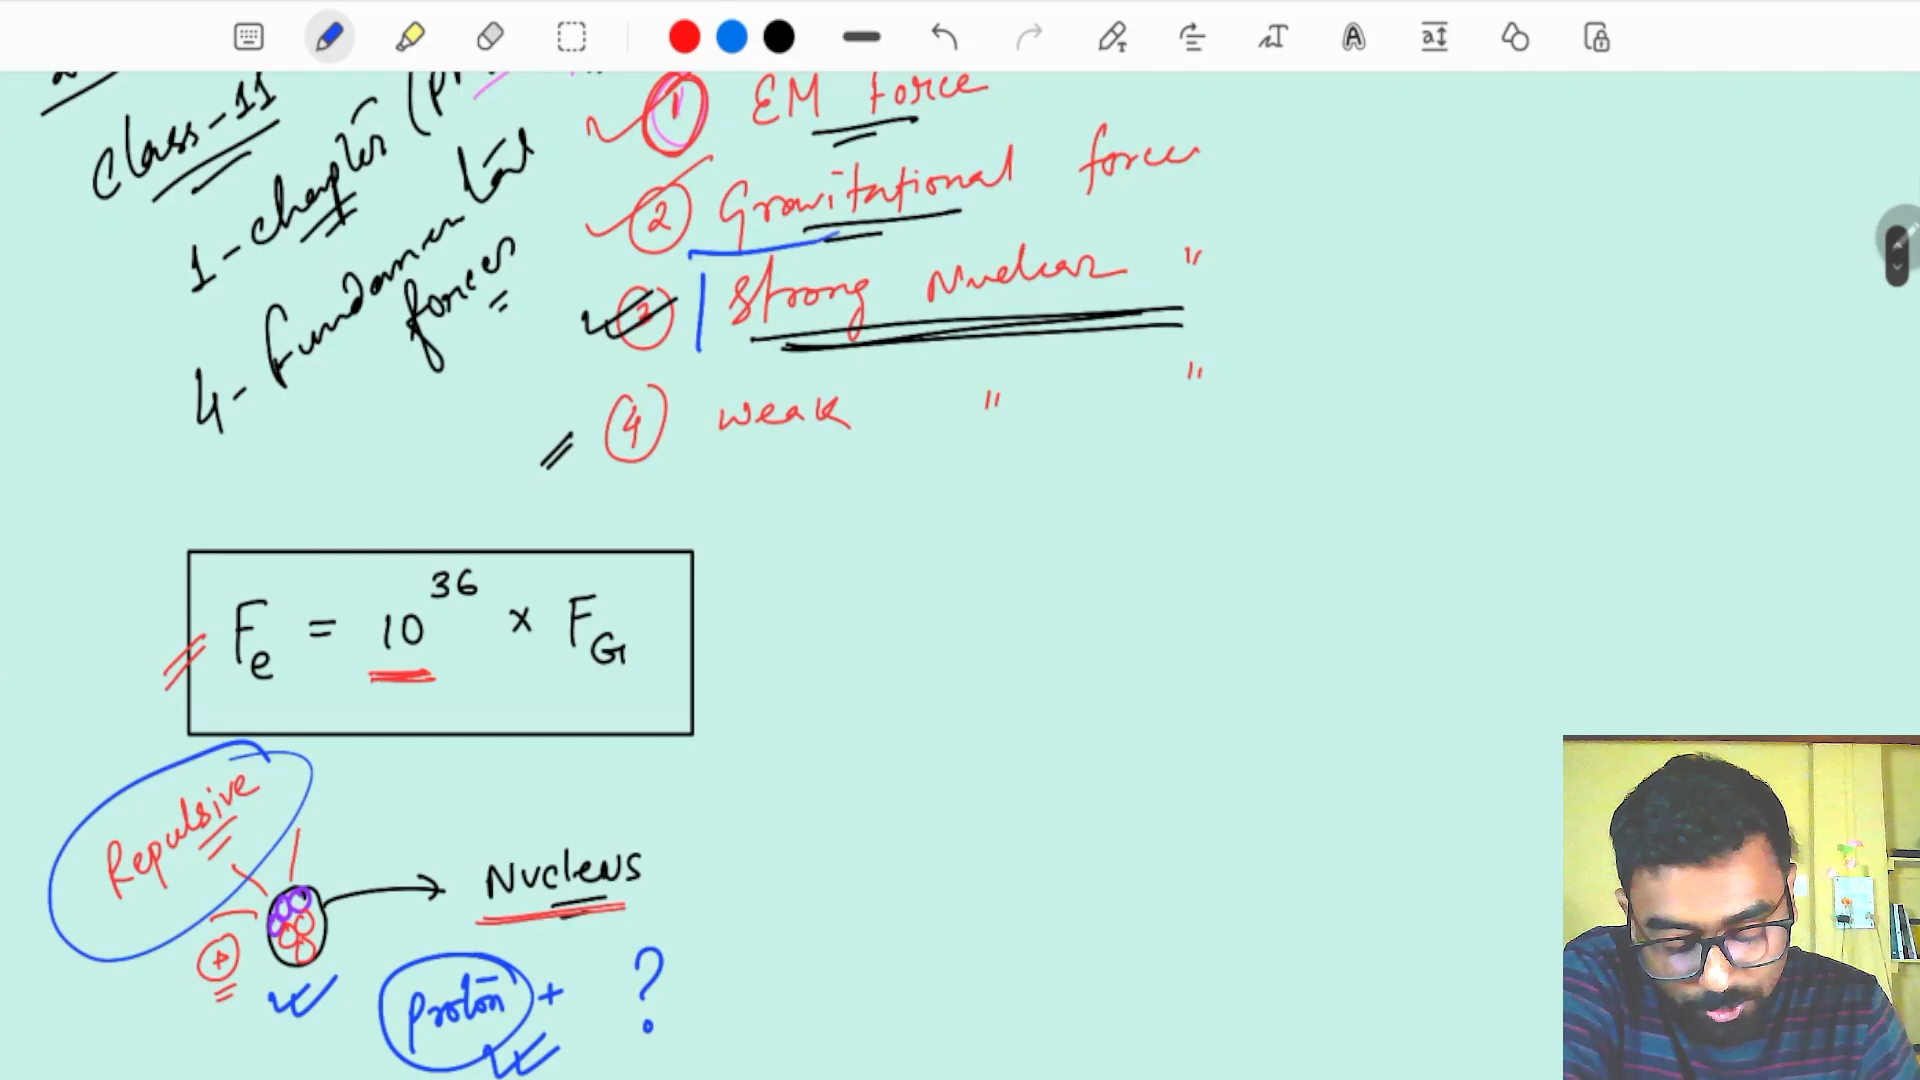 Class-11
1-chapter (pr
4- Fundamental
forces
1 EM Force
2 Gravitational force
3 Strong Nuclear "
4 weak " "
Fe = 10^36 × FG
Repulsive
Nucleus
+
Proton + ?